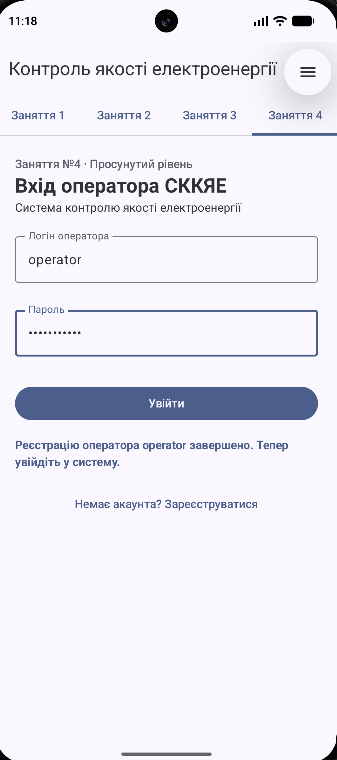 11:18
Контроль якості електроенергії
Заняття 1 Заняття 2 Заняття 3 Заняття 4
Заняття №4 · Просунутий рівень
Вхід оператора СККЯЕ
Система контролю якості електроенергії
Логін оператора
operator
Пароль
•••••••••••
Увійти
Реєстрацію оператора operator завершено. Тепер
увійдіть у систему.
Немає акаунта? Зареєструватися